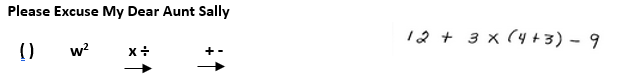 Please Excuse My Dear Aunt Sally
() w² x ÷ + -
12 + 3 × (4 + 3) - 9